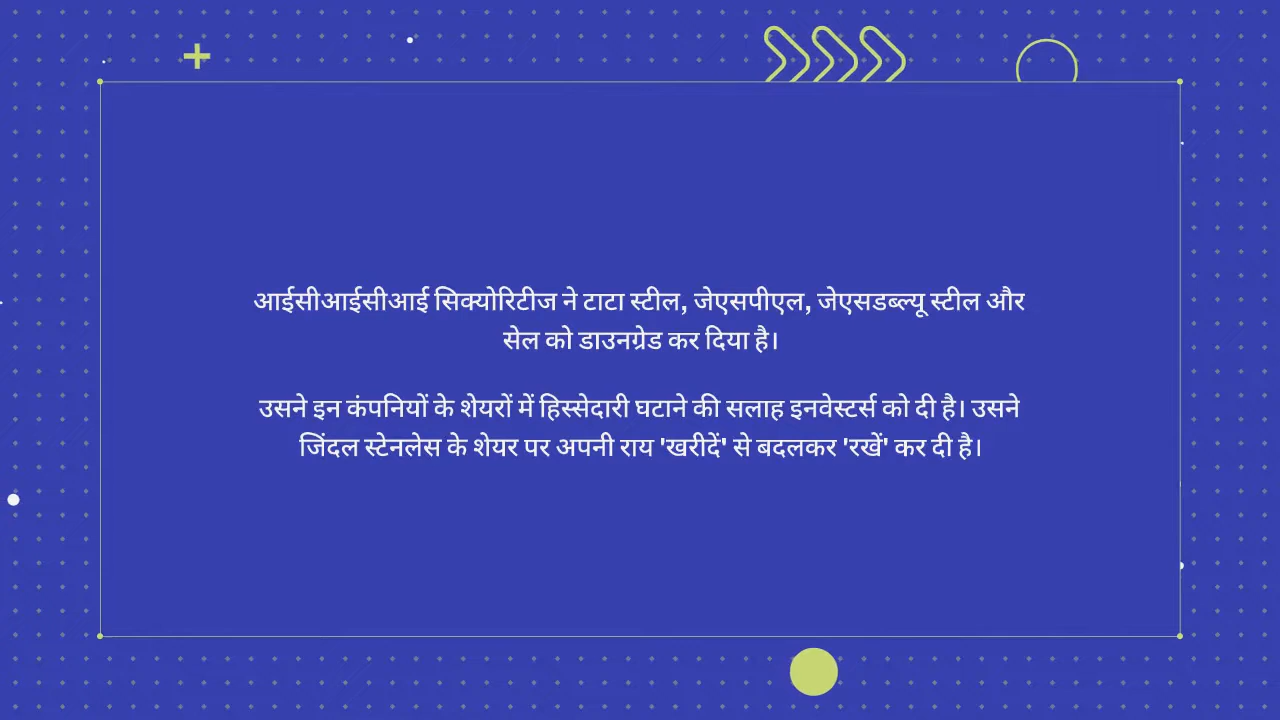 आईसीआईसीआई सिक्योरिटीज ने टाटा स्टील, जेएसपीएल, जेएसडब्ल्यू स्टील और
सेल को डाउनग्रेड कर दिया है।
उसने इन कंपनियों के शेयरों में हिस्सेदारी घटाने की सलाह इनवेस्टर्स को दी है। उसने
जिंदल स्टेनलेस के शेयर पर अपनी राय 'खरीदें' से बदलकर 'रखें' कर दी है।